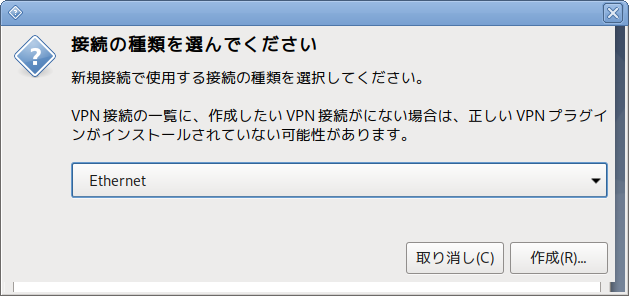 接続の種類を選んでください
新規接続で使用する接続の種類を選択してください。
VPN 接続の一覧に、作成したい VPN 接続がにない場合は、正しい VPN プラグイ
ンがインストールされていない可能性があります。
Ethernet
取り消し(C)
作成(R)...